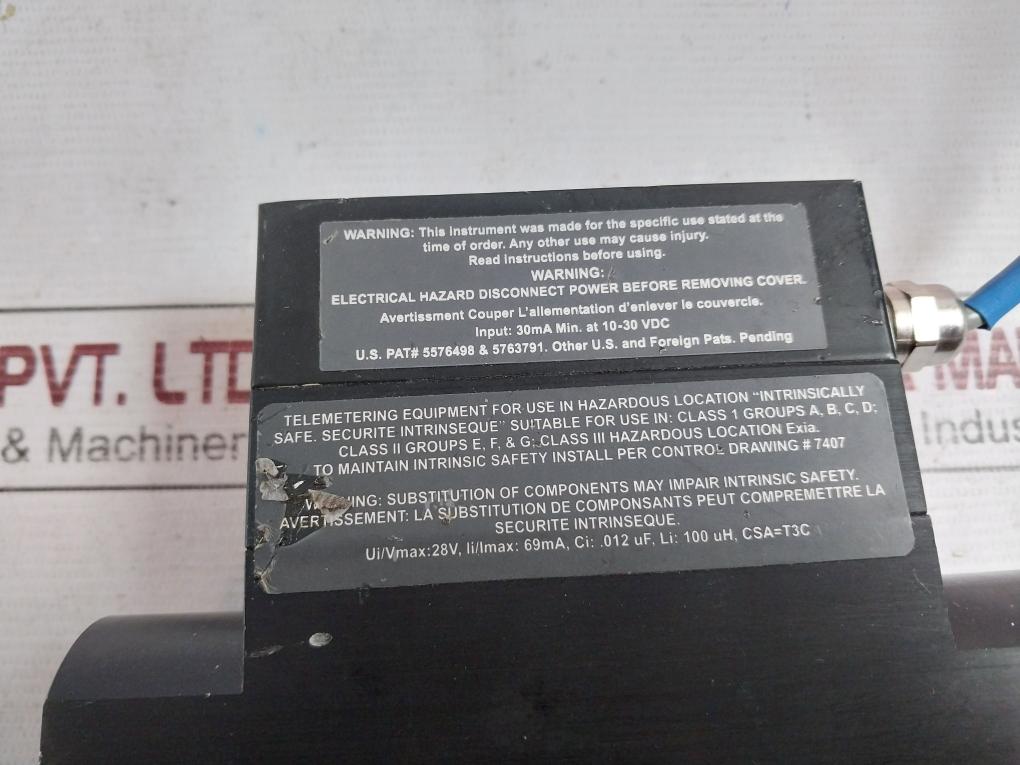 WARNING: This instrument was made for the specific use stated at the
time of order. Any other use may cause injury.
Read instructions before using.
WARNING:
ELECTRICAL HAZARD DISCONNECT POWER BEFORE REMOVING COVER.
Avertissment Couper L'allementation d'enlever le couvercle.
Input: 30mA Min. at 10-30 VDC
U.S. PAT# 5576498 & 5763791. Other U.S. and Foreign Pats. Pending
PVT. LTD
& Machiner
MA
Indus
TELEMETERING EQUIPMENT FOR USE IN HAZARDOUS LOCATION "INTRINSICALLY
SAFE. SECURITE INTRINSEQUE" SUITABLE FOR USE IN: CLASS 1 GROUPS A, B, C, D;
CLASS II GROUPS E, F, & G; CLASS III HAZARDOUS LOCATION Exia.
TO MAINTAIN INTRINSIC SAFETY INSTALL PER CONTROL DRAWING # 7407
SUBSTITUTION OF COMPONENTS MAY IMPAIR INTRINSIC SAFETY.
AVERTISSEMENT: LA SUBSTITUTION DE COMPONSANTS PEUT COMPREMETTRE LA
SECURITE INTRINSEQUE.
Ui/Vmax:28V, Ii/Imax: 69mA, Ci: .012 uF, Li: 100 uH, CSA=T3C